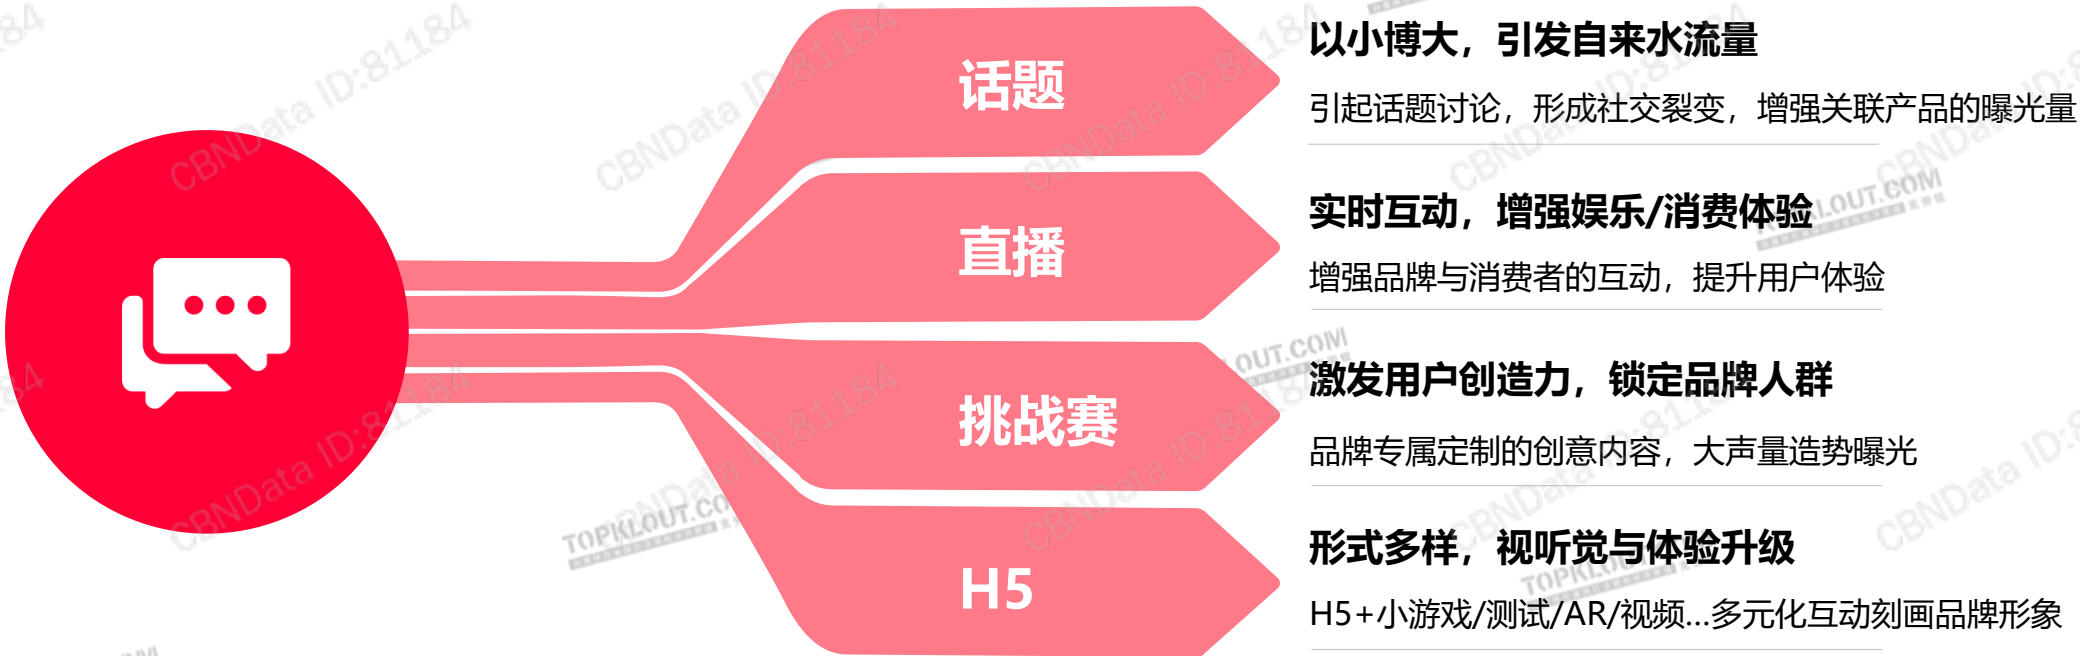 话题
以小博大，引发自来水流量
引起话题讨论，形成社交裂变，增强关联产品的曝光量
直播
实时互动，增强娱乐/消费体验
增强品牌与消费者的互动，提升用户体验
挑战赛
激发用户创造力，锁定品牌人群
品牌专属定制的创意内容，大声量造势曝光
H5
形式多样，视听觉与体验升级
H5+小游戏/测试/AR/视频...多元化互动刻画品牌形象
CBNData ID:81184
TOPKLOUT.COM